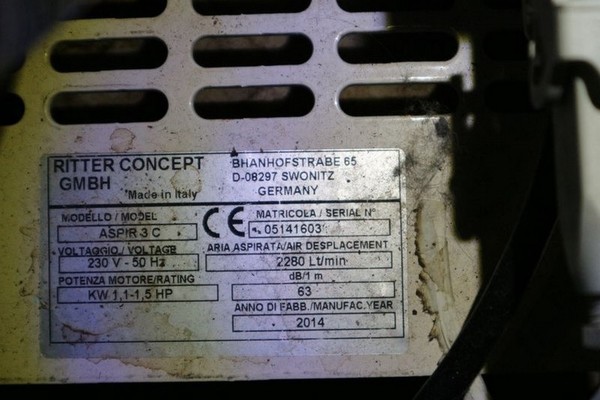 RITTER CONCEPT
GMBH
Made in Italy
BHANHOFSTRABE 65
D-08297 SWONITZ
GERMANY
MODELLO / MODEL
ASPIR 3 C
CE
MATRICOLA / SERIAL N°
05141603
VOLTAGGIO/ VOLTAGE
230 V - 50 Hz
ARIA ASPIRATA/AIR DESPLACEMENT
2280 Lt/min
POTENZA MOTORE/RATING
KW 1,1-1,5 HP
dB/1 m
63
ANNO DI FABB./MANUFAC.YEAR
2014